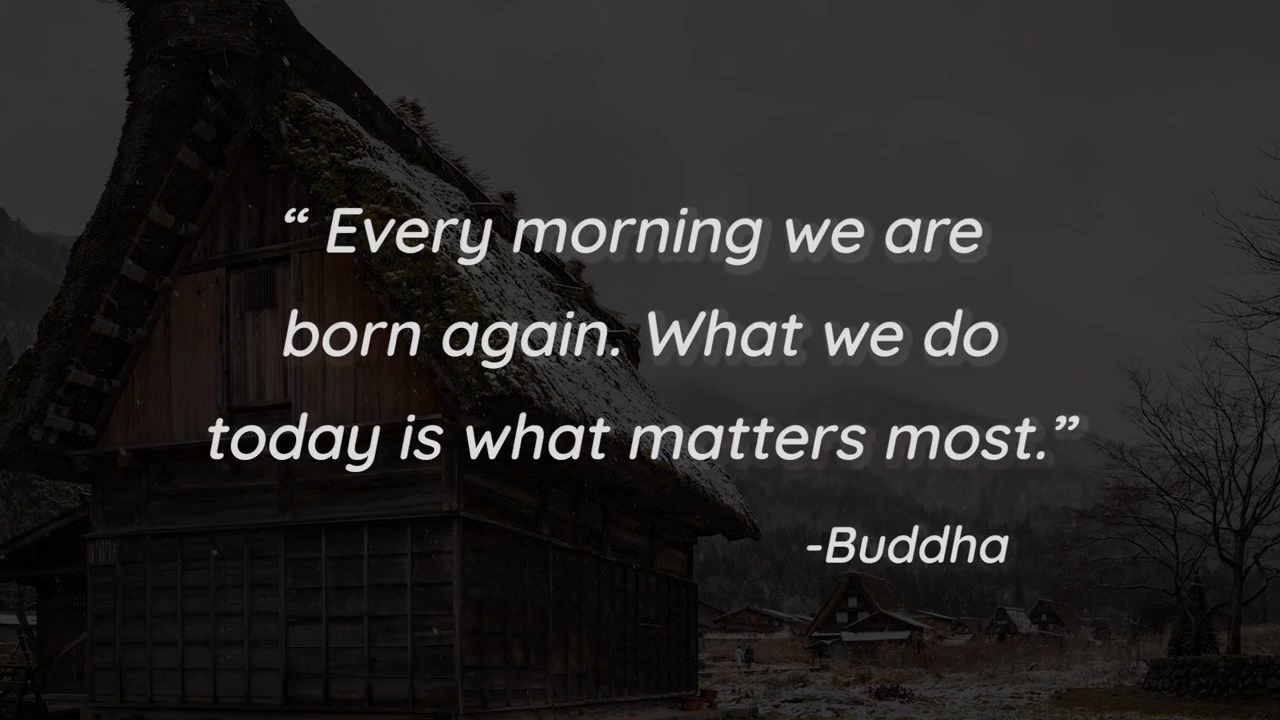 “ Every morning we are
born again. What we do
today is what matters most.”
-Buddha